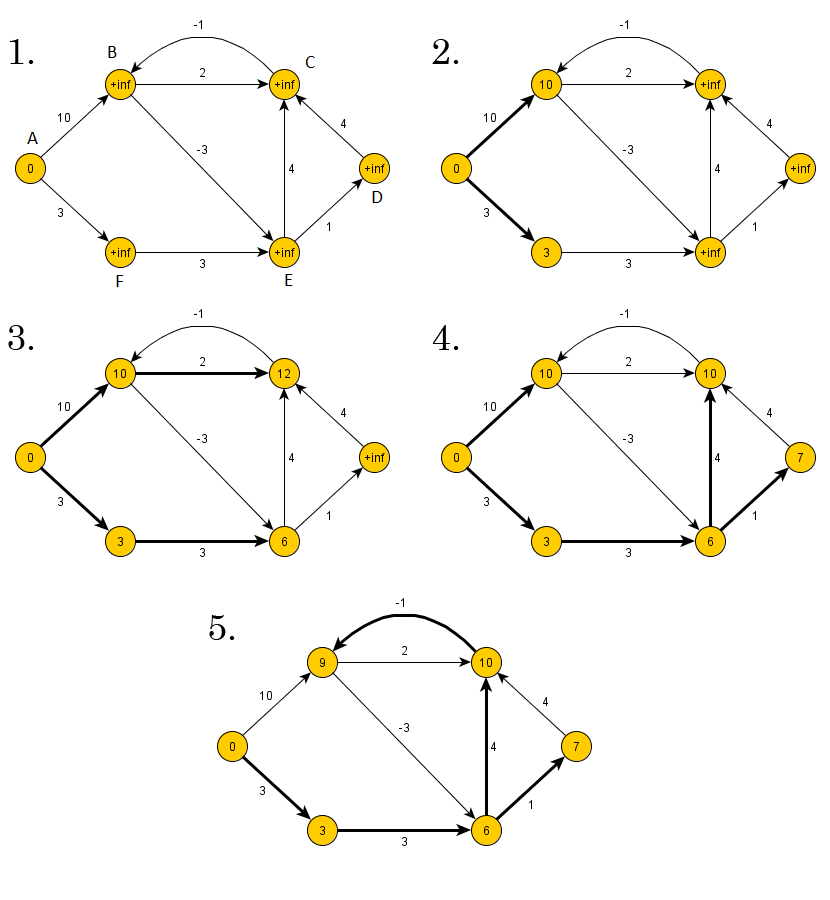 -1
1. B C 2. -1
+inf 2 +inf 10 2 +inf
10 4 10 4
A -3 -3
0 4 +inf 0 4 +inf
D
3 1 3 1
+inf 3 +inf 3 3 +inf
F E
-1 -1
3. 4.
10 2 12 10 2 10
10 4 10 4
-3 -3
0 4 +inf 0 4 7
3 1 3 1
3 3 6 3 3 6
-1
5.
9 2 10
10 4
-3
0 4 7
3 1
3 3 6